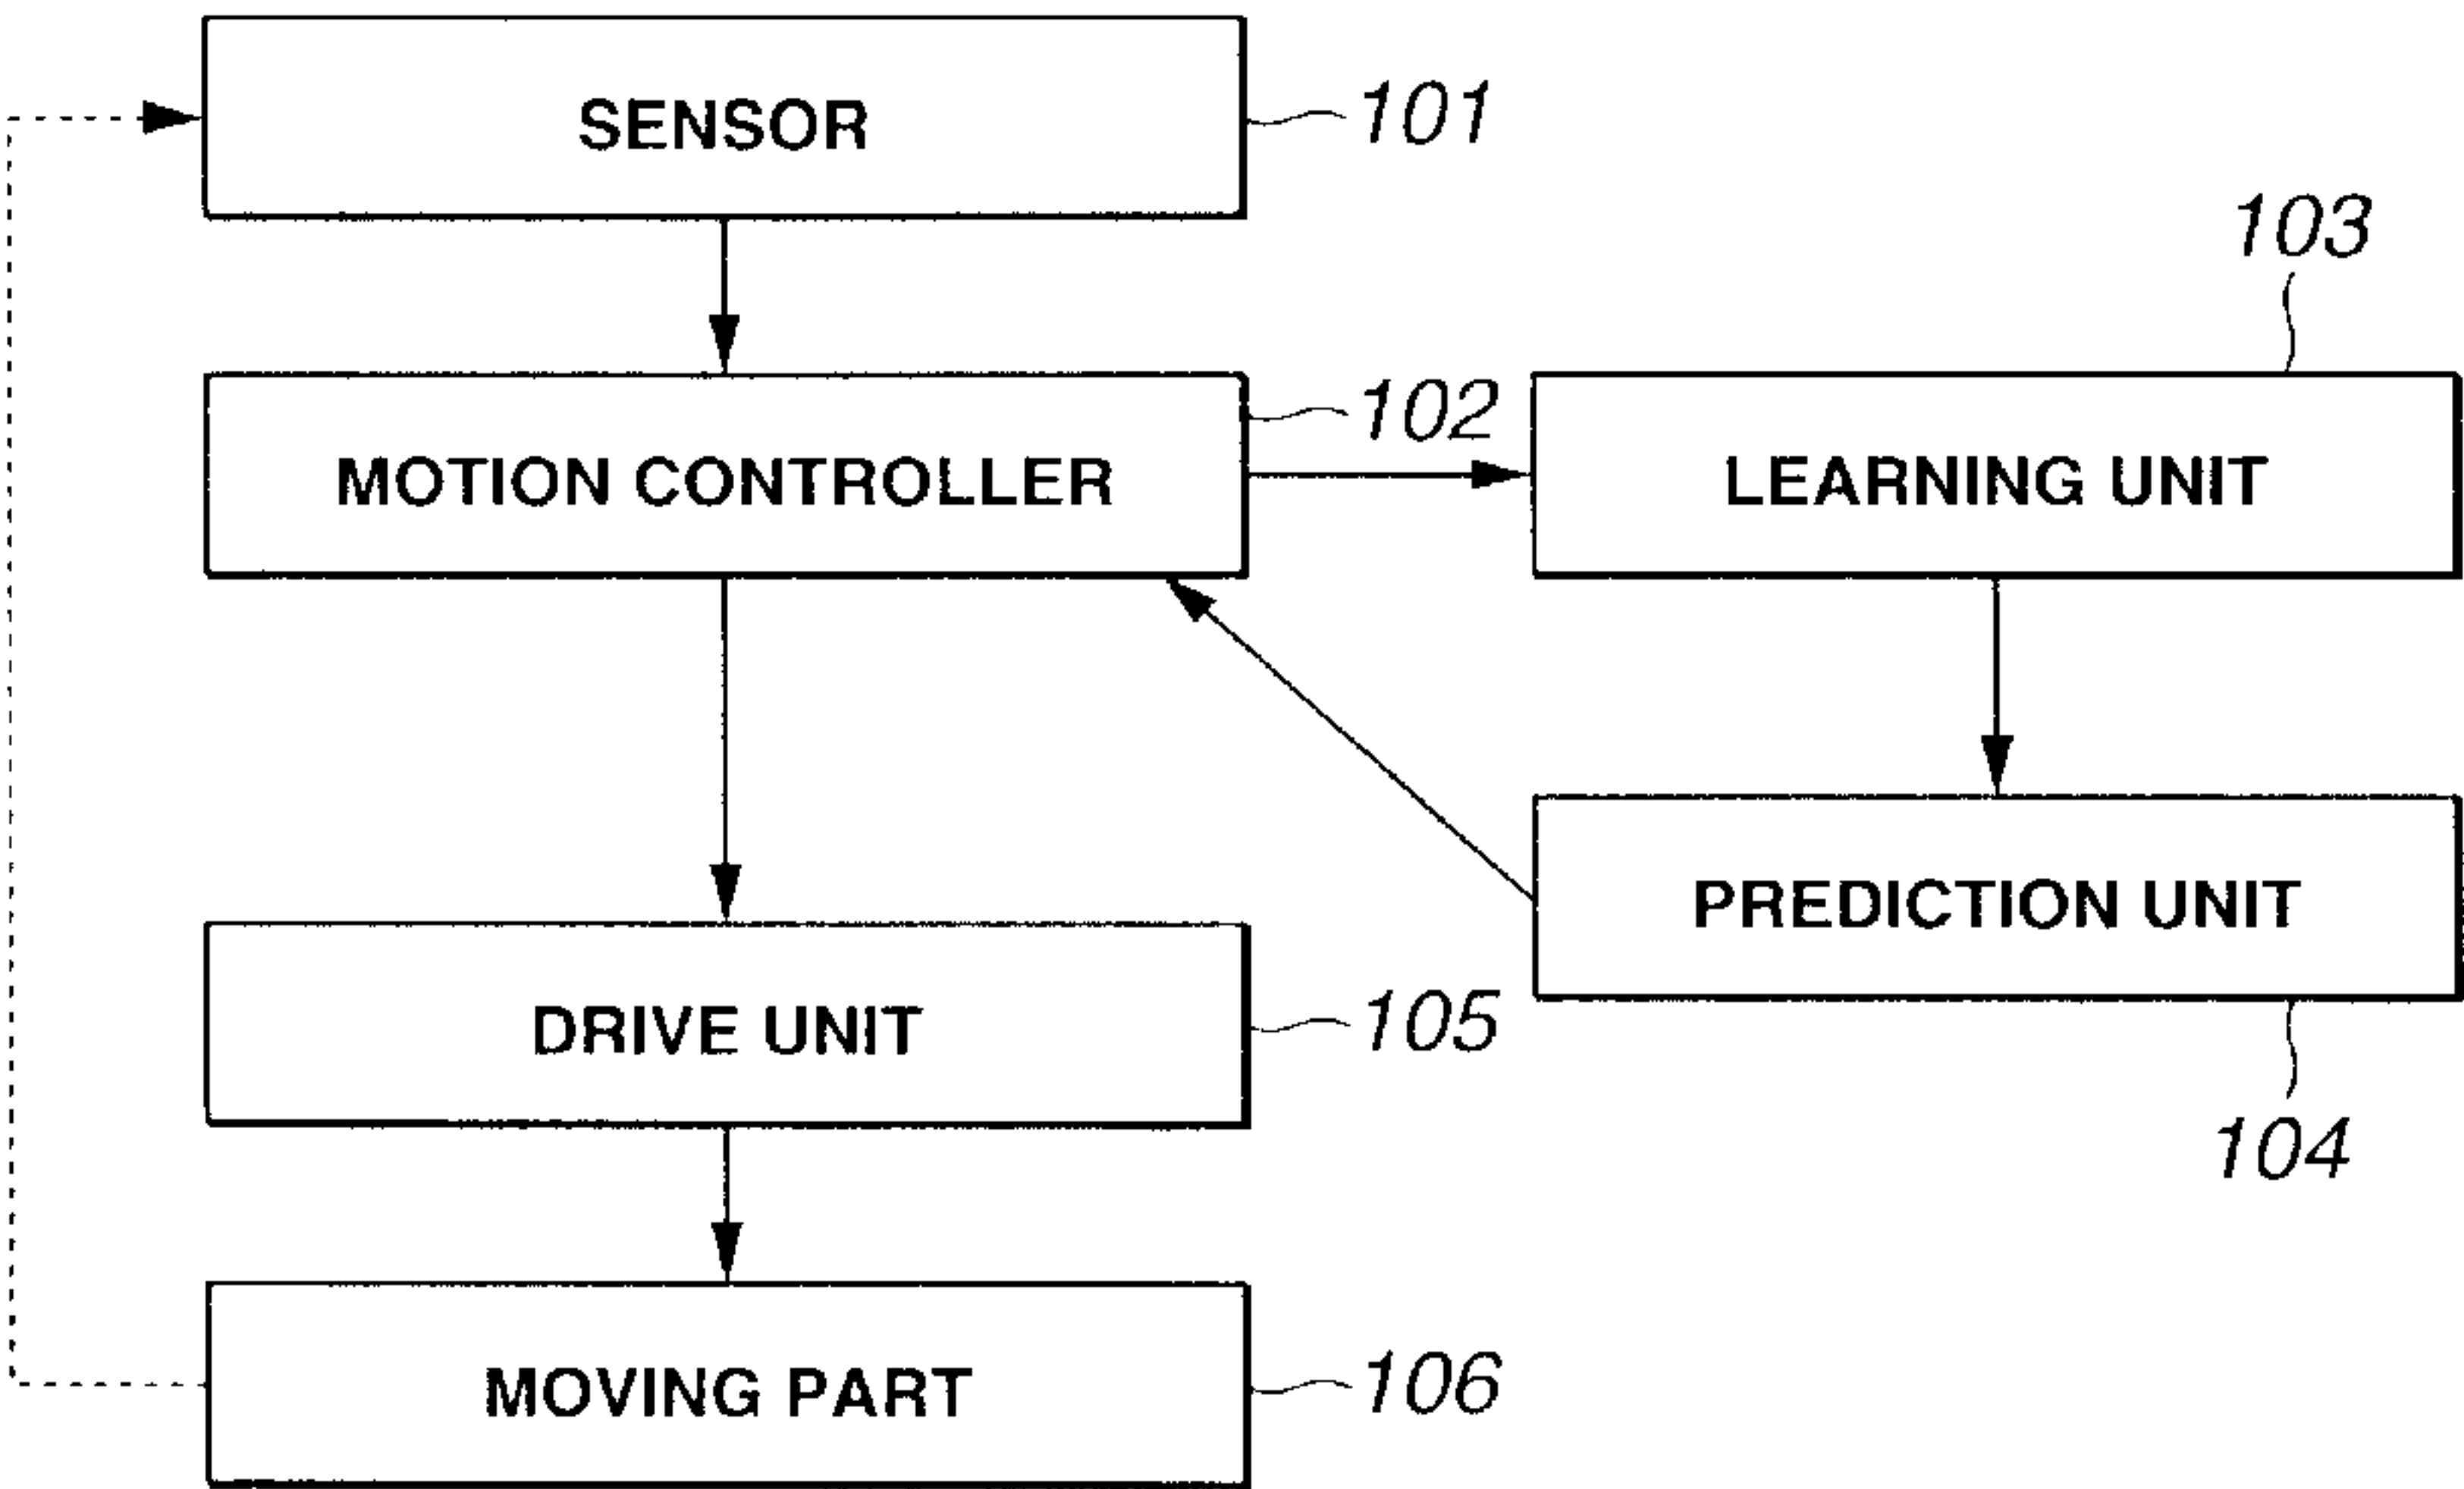 SENSOR
101
103
MOTION CONTROLLER
102
LEARNING UNIT
PREDICTION UNIT
104
DRIVE UNIT
105
MOVING PART
106